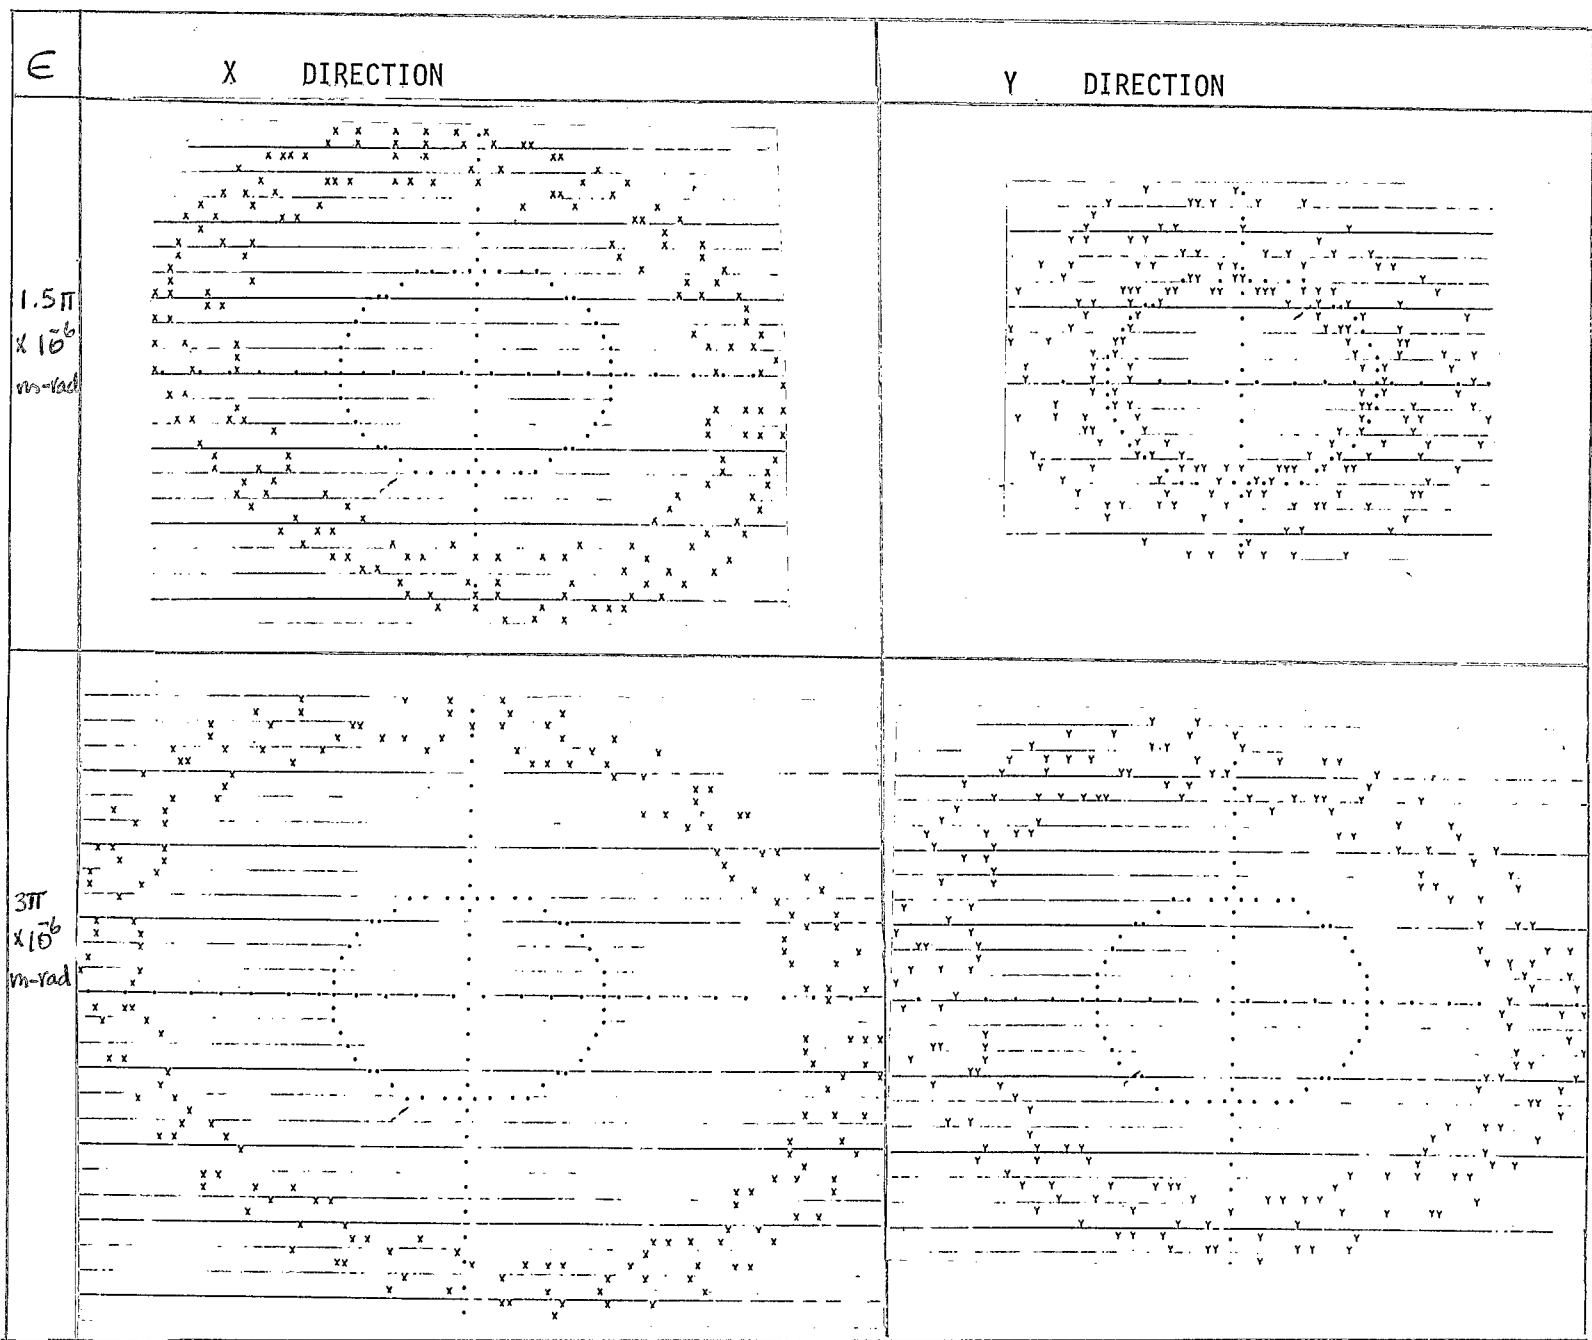 ∈ X DIRECTION Y DIRECTION
1.5π
x 10⁻⁶
m-rad
3π
x 10⁻⁶
m-rad